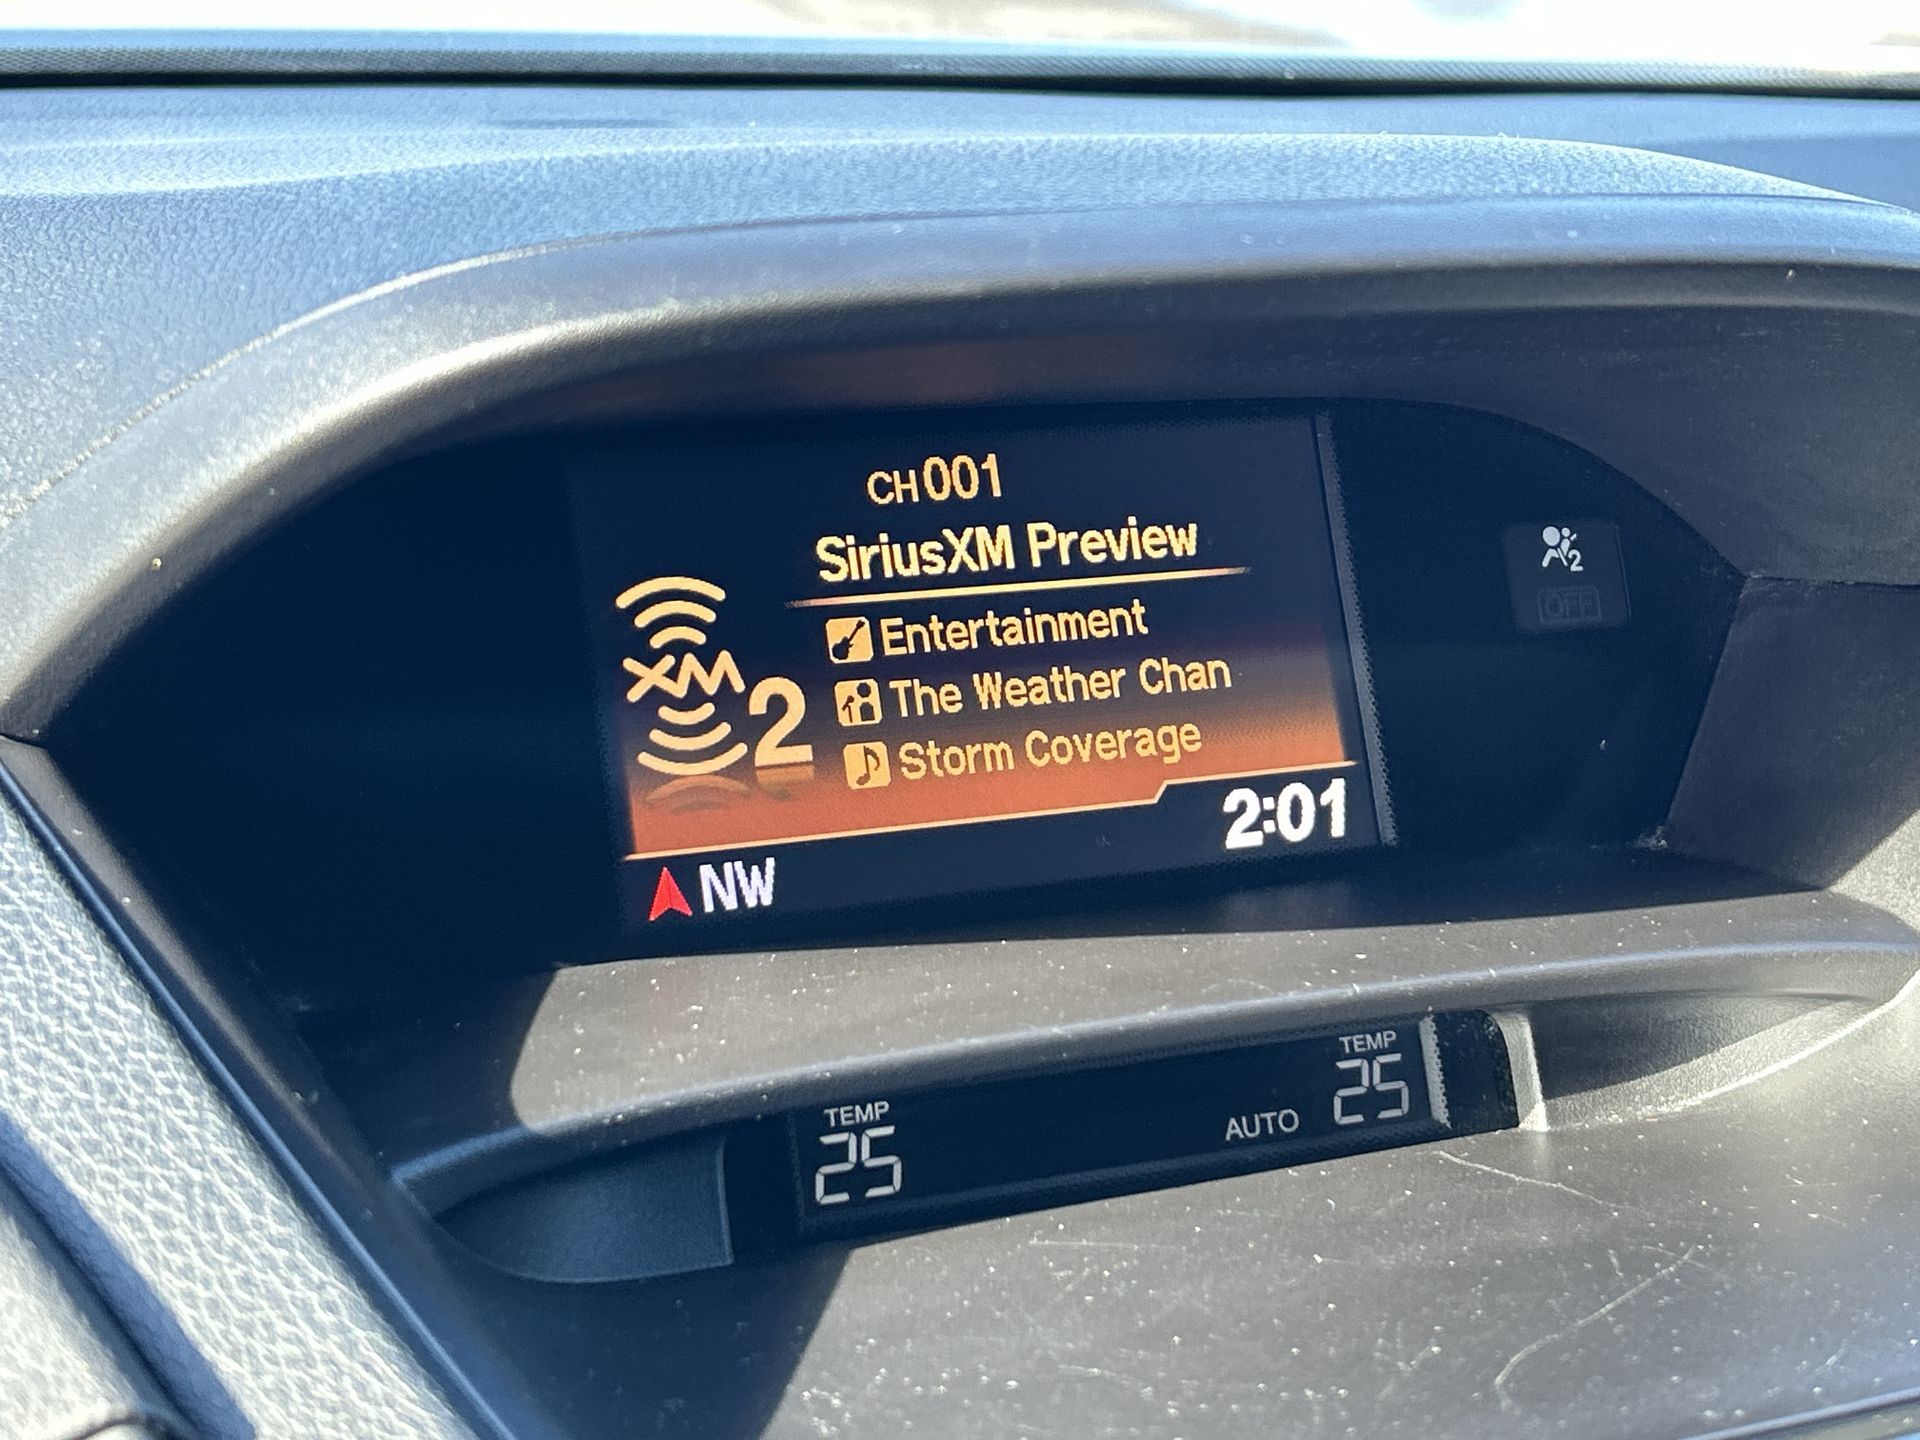 CH001
SiriusXM Preview
Entertainment
XM2
The Weather Chan
Storm Coverage
2:01
NW
2
OFF
TEMP
25
AUTO
TEMP
25